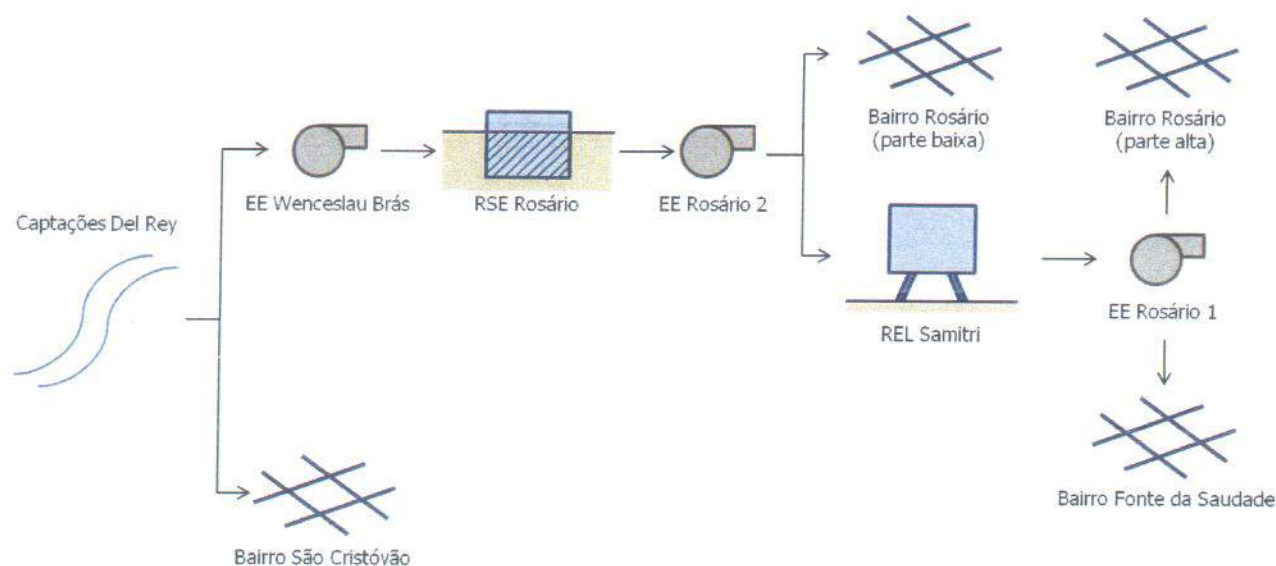 Bairro Rosário
(parte baixa)
Bairro Rosário
(parte alta)
EE Wenceslau Brás
RSE Rosário
EE Rosário 2
Captações Del Rey
REL Samitri
EE Rosário 1
Bairro Fonte da Saudade
Bairro São Cristóvão